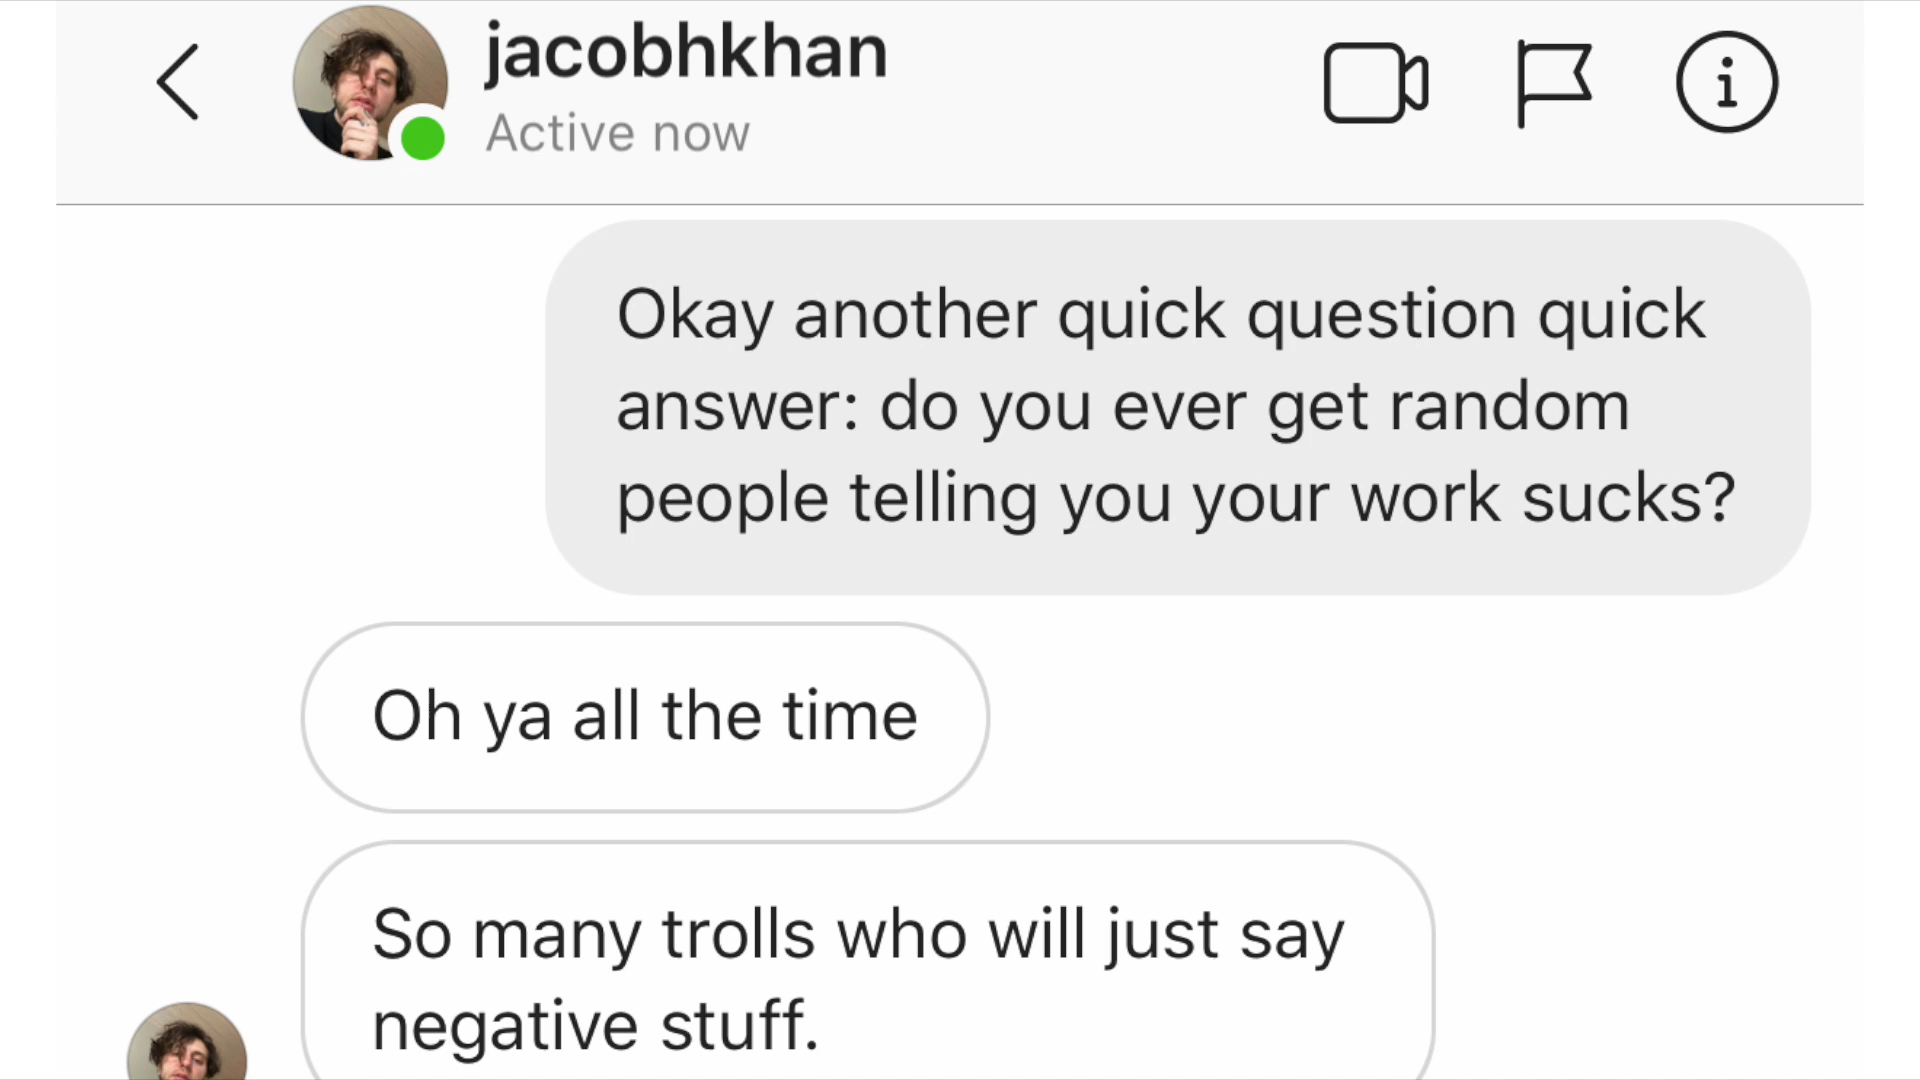 jacobhkhan
Active now
Okay another quick question quick
answer: do you ever get random
people telling you your work sucks?
Oh ya all the time
So many trolls who will just say
negative stuff.